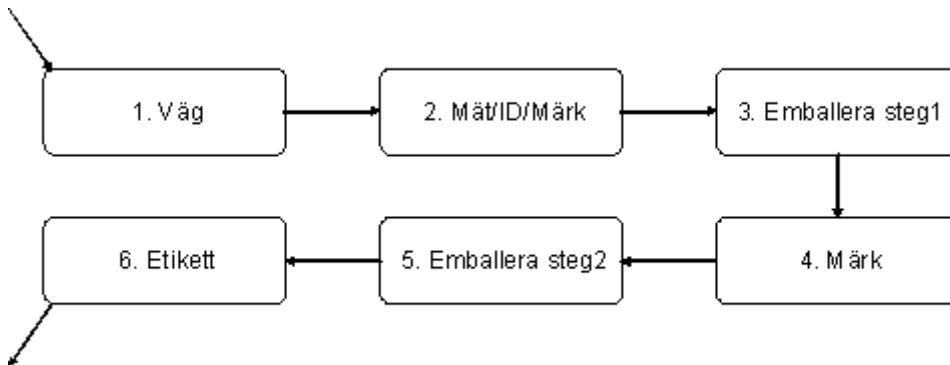 1. Väg
2. Mät/ID/Märk
3. Emballera steg1
4. Märk
5. Emballera steg2
6. Etikett